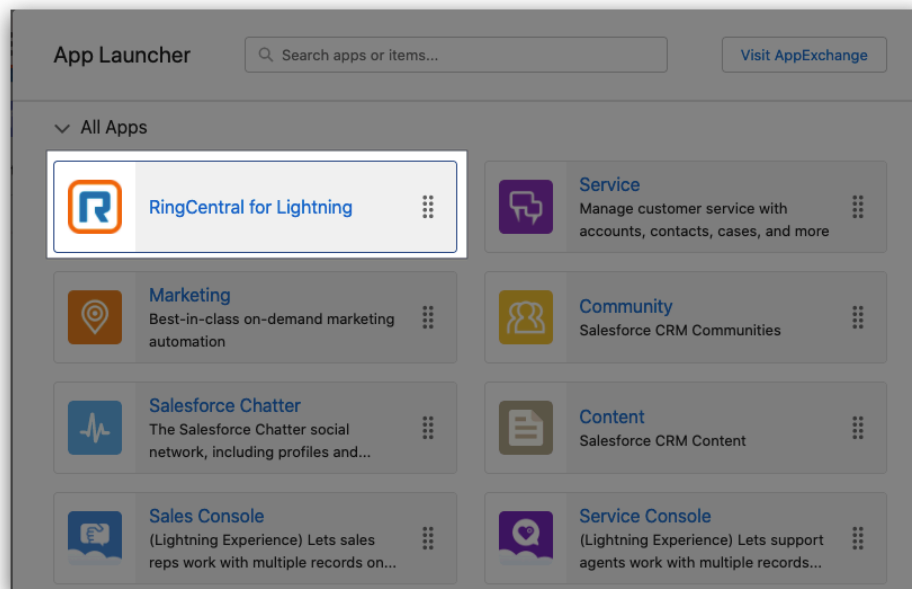 App Launcher
Search apps or items...
Visit AppExchange
All Apps
RingCentral for Lightning
Service
Manage customer service with
accounts, contacts, cases, and more
Marketing
Best-in-class on-demand marketing
automation
Community
Salesforce CRM Communities
Salesforce Chatter
The Salesforce Chatter social
network, including profiles and...
Content
Salesforce CRM Content
Sales Console
(Lightning Experience) Lets sales
reps work with multiple records on...
Service Console
(Lightning Experience) Lets support
agents work with multiple records...